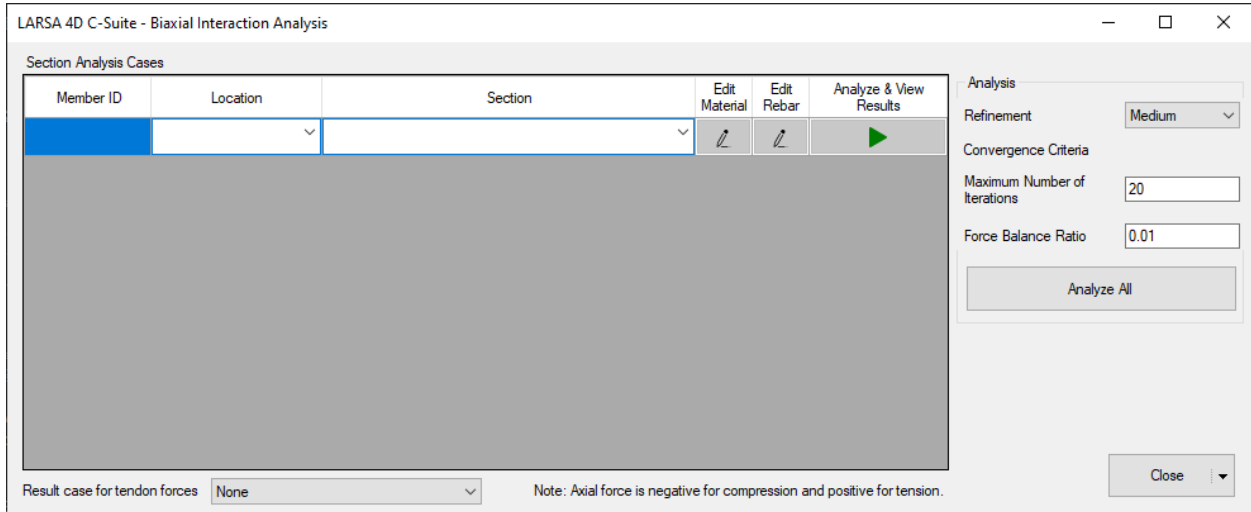 LARSA 4D C-Suite - Biaxial Interaction Analysis
Section Analysis Cases
Member ID
Location
Section
Edit
Material
Edit
Rebar
Analyze & View
Results
Analysis
Refinement
Medium
Convergence Criteria
Maximum Number of
Iterations
20
Force Balance Ratio
0.01
Analyze All
Result case for tendon forces
None
Note: Axial force is negative for compression and positive for tension.
Close